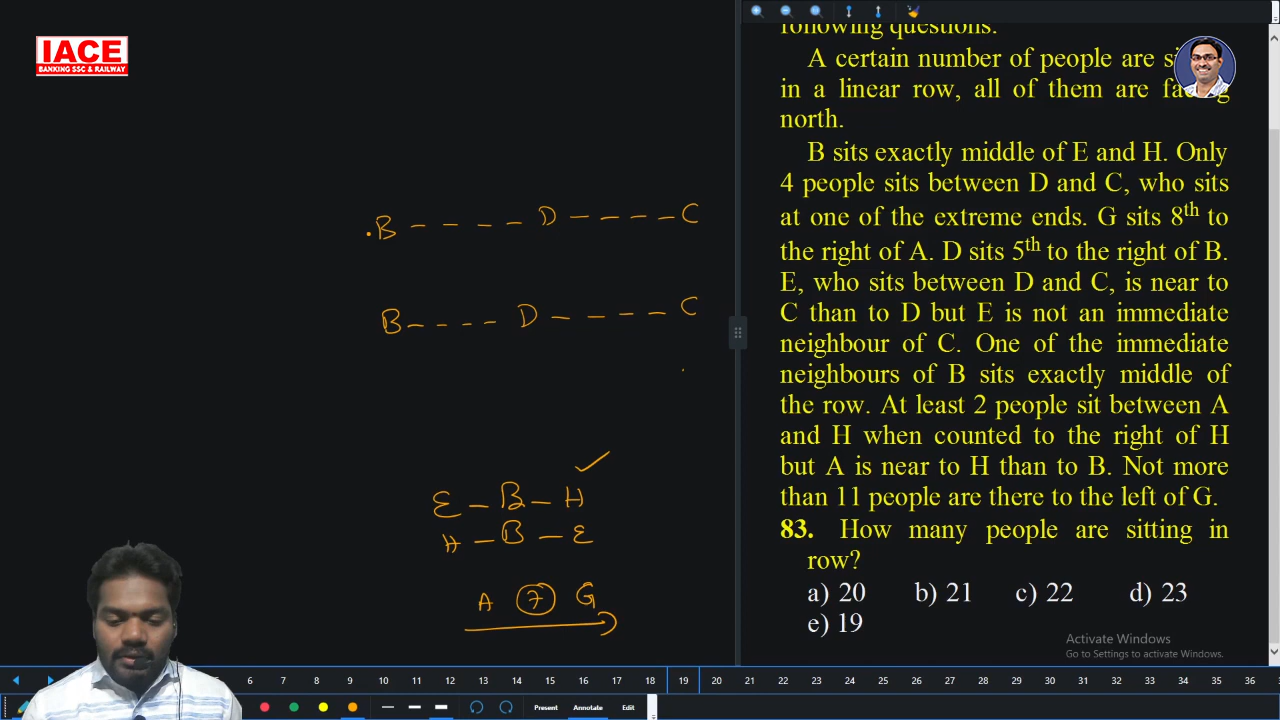 IACE
BANKING SSC & RAILWAY
following questions.
A certain number of people are
in a linear row, all of them are facing
north.
B sits exactly middle of E and H. Only
4 people sits between D and C, who sits
at one of the extreme ends. G sits 8th to
the right of A. D sits 5th to the right of B.
E, who sits between D and C, is near to
C than to D but E is not an immediate
neighbour of C. One of the immediate
neighbours of B sits exactly middle of
the row. At least 2 people sit between A
and H when counted to the right of H
but A is near to H than to B. Not more
than 11 people are there to the left of G.
83. How many people are sitting in
row?
a) 20 b) 21 c) 22 d) 23
e) 19
.B – – – – D – – – – C
B – – – – D – – – – C
E – B – H
H – B – E
A 7 G
Activate Windows
Go to Settings to activate Windows.
6 7 8 9 10 11 12 13 14 15 16 17 18 19 20 21 22 23 24 25 26 27 28 29 30 31 32 33 34 35 36
Present Annotate Edit